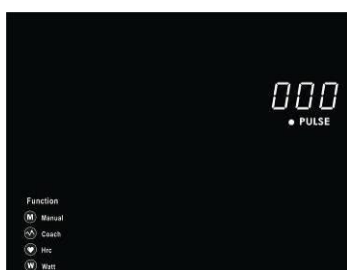 000
● PULSE
Function
M Manual
Coach
Hrc
W Watt